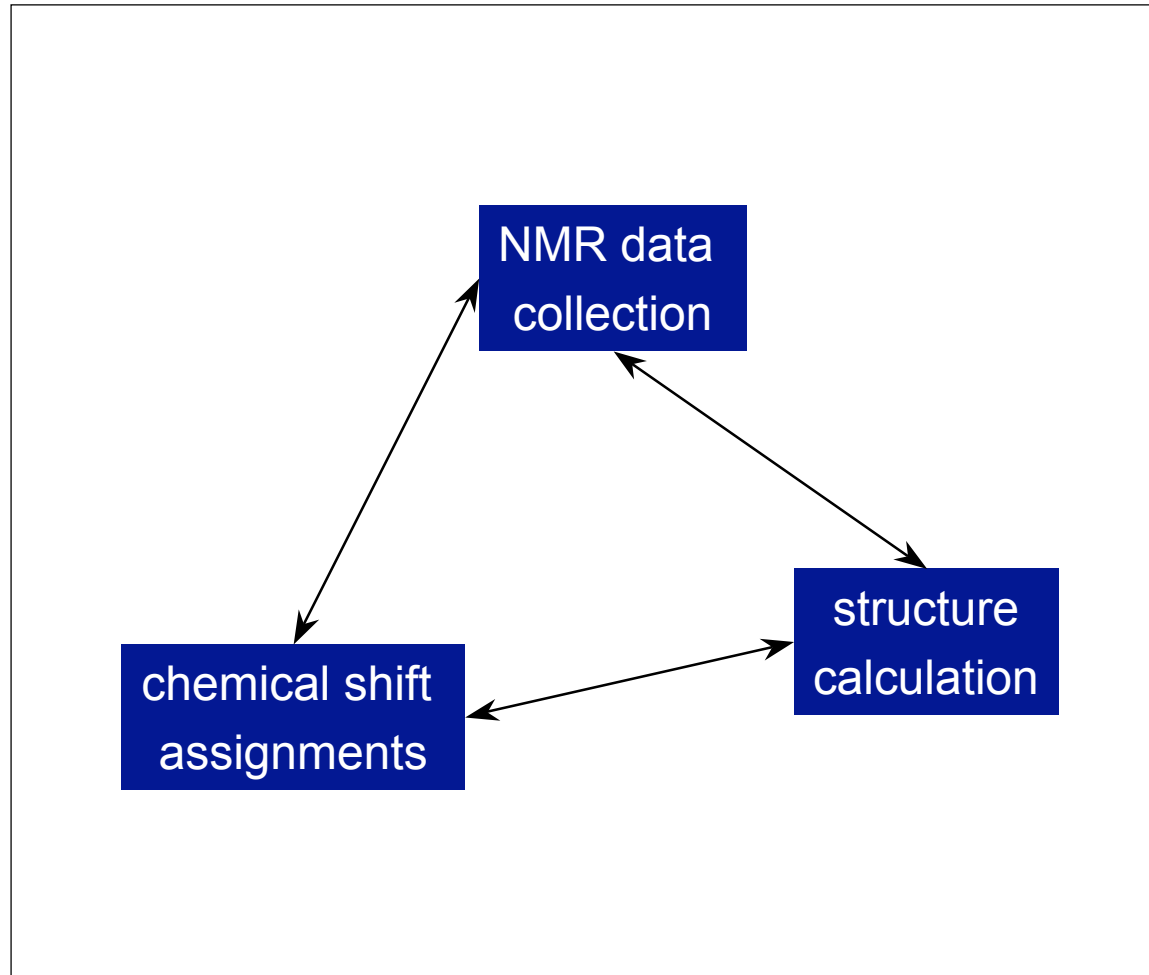 NMR data
collection
structure
calculation
chemical shift
assignments